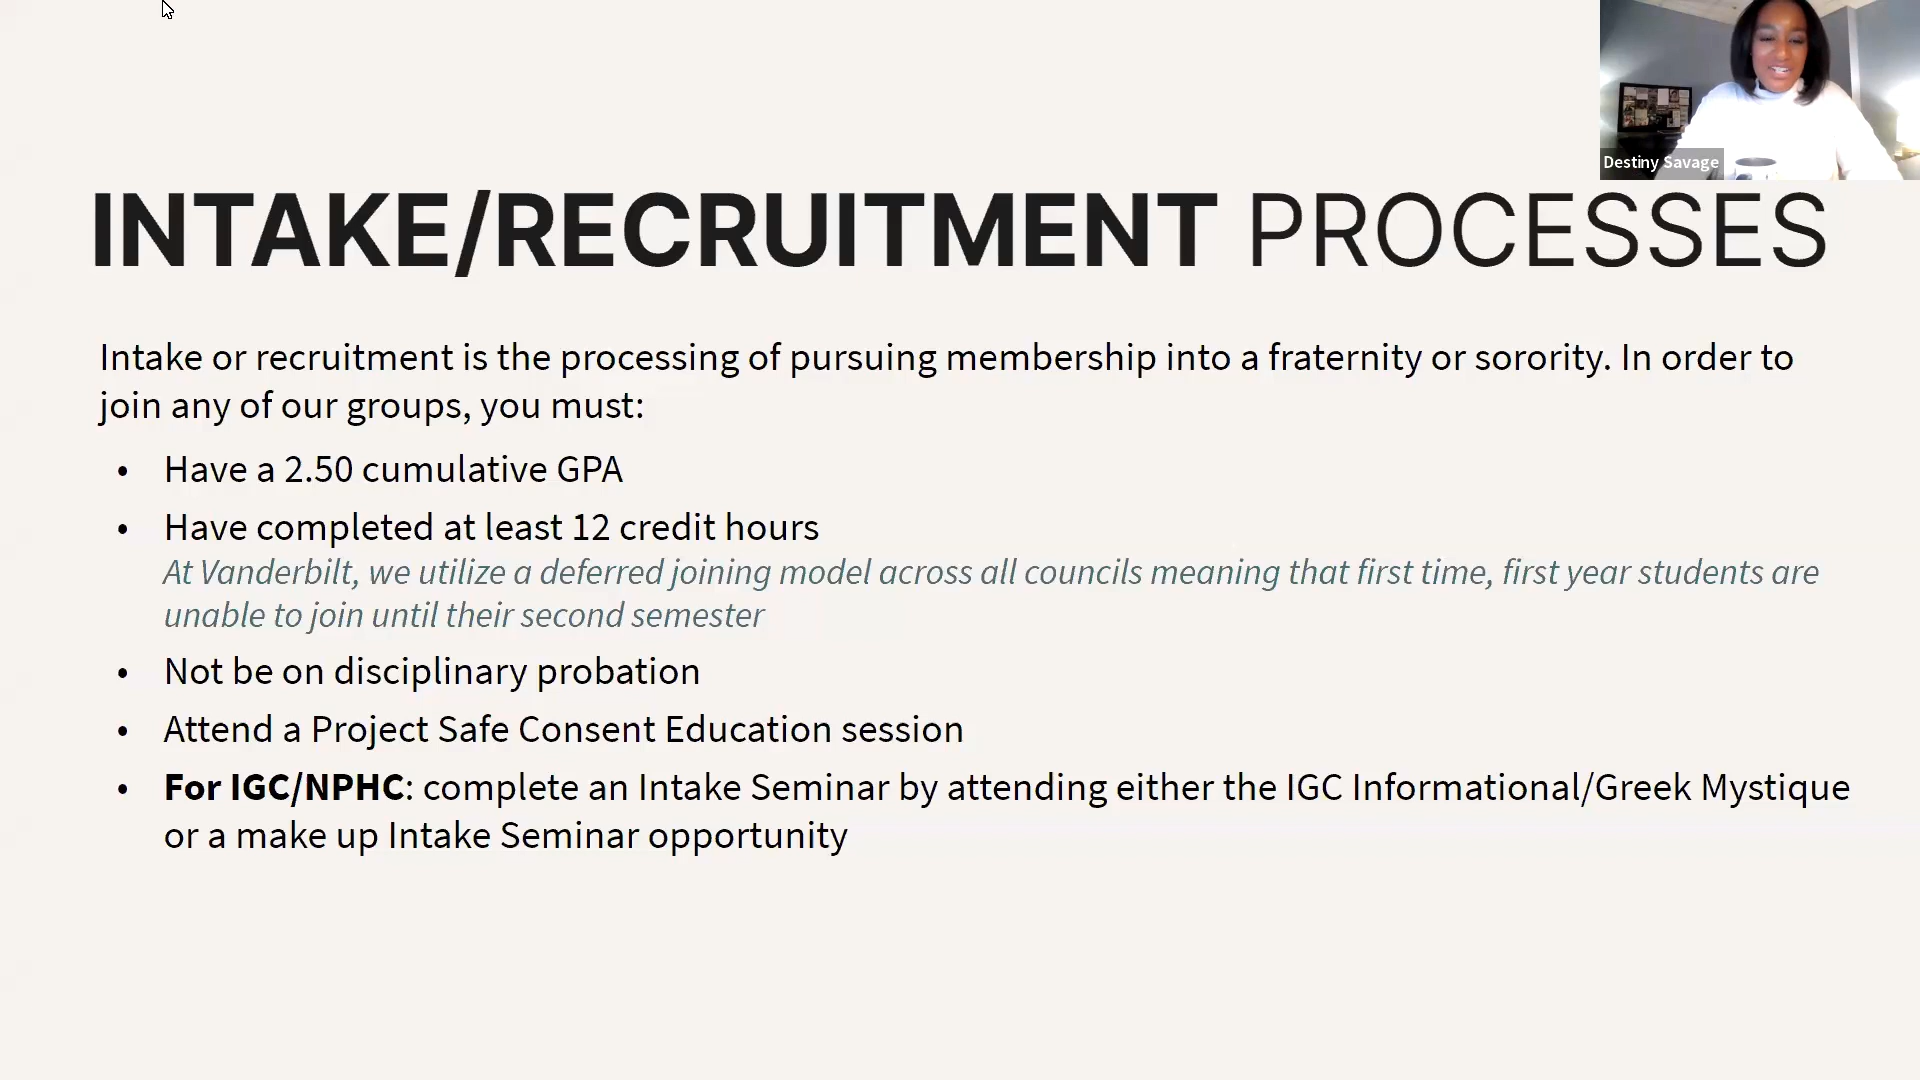 Destiny Savage
INTAKE/RECRUITMENT PROCESSES
Intake or recruitment is the processing of pursuing membership into a fraternity or sorority. In order to
join any of our groups, you must:
• Have a 2.50 cumulative GPA
• Have completed at least 12 credit hours
At Vanderbilt, we utilize a deferred joining model across all councils meaning that first time, first year students are
unable to join until their second semester
• Not be on disciplinary probation
• Attend a Project Safe Consent Education session
• For IGC/NPHC: complete an Intake Seminar by attending either the IGC Informational/Greek Mystique
or a make up Intake Seminar opportunity